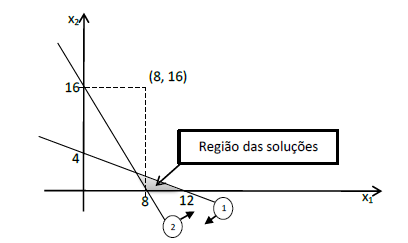 x₂
16
(8, 16)
Região das soluções
4
8
12
x₁
1
2